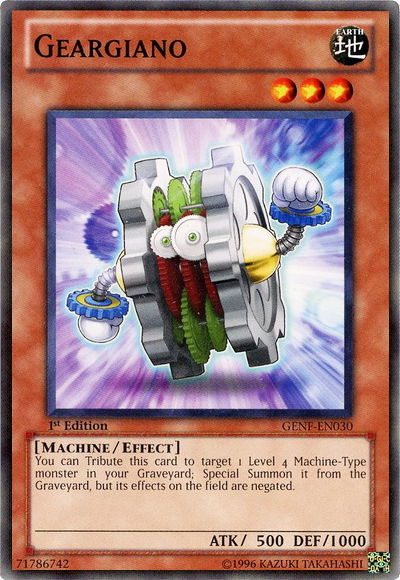 GEARGIANO
EARTH
地
1st Edition GENF-EN030
[MACHINE/EFFECT]
You can Tribute this card to target 1 Level 4 Machine-Type
monster in your Graveyard; Special Summon it from the
Graveyard, but its effects on the field are negated.
ATK/ 500 DEF/1000
71786742 ©1996 KAZUKI TAKAHASHI